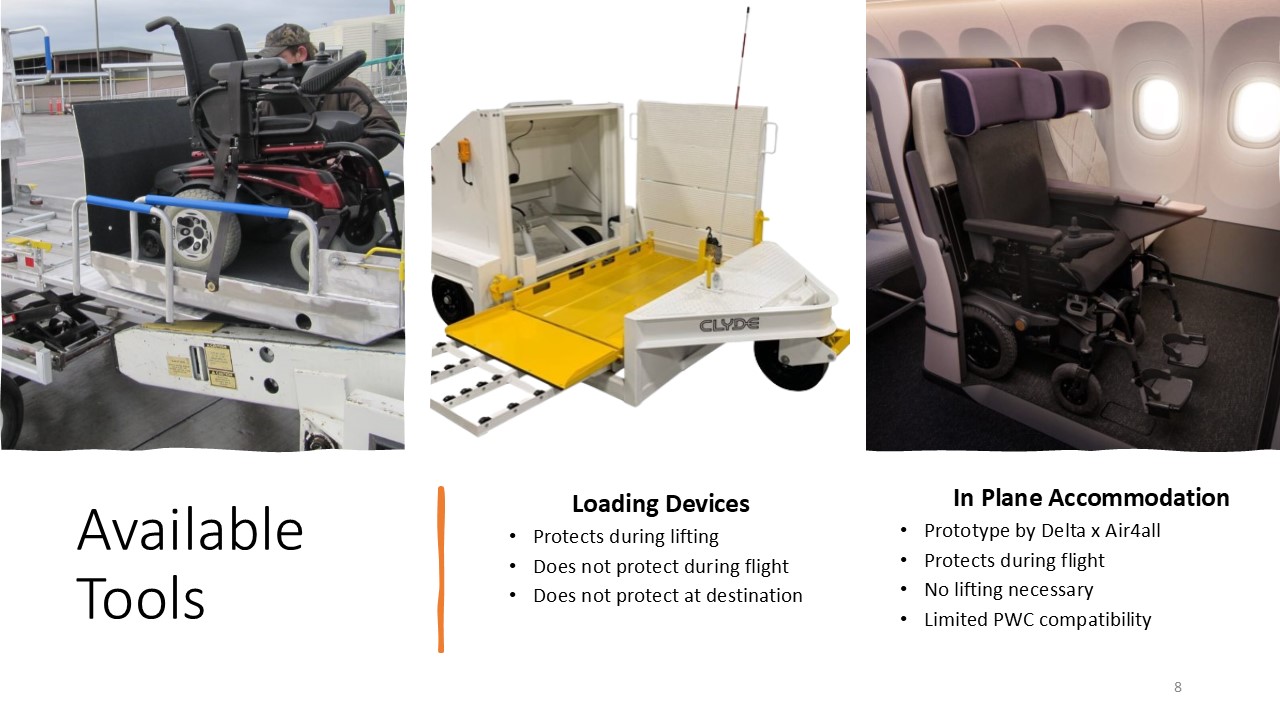 CLYDE
Available
Tools
Loading Devices
• Protects during lifting
• Does not protect during flight
• Does not protect at destination
In Plane Accommodation
• Prototype by Delta x Air4all
• Protects during flight
• No lifting necessary
• Limited PWC compatibility
8